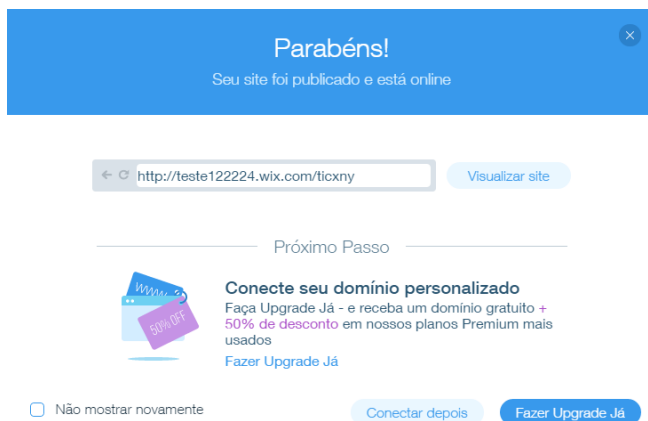 Parabéns!
Seu site foi publicado e está online
http://teste122224.wix.com/ticxny
Visualizar site
Próximo Passo
WWW.
50% OFF
Conecte seu domínio personalizado
Faça Upgrade Já - e receba um domínio gratuito +
50% de desconto em nossos planos Premium mais
usados
Fazer Upgrade Já
Não mostrar novamente
Conectar depois
Fazer Upgrade Já